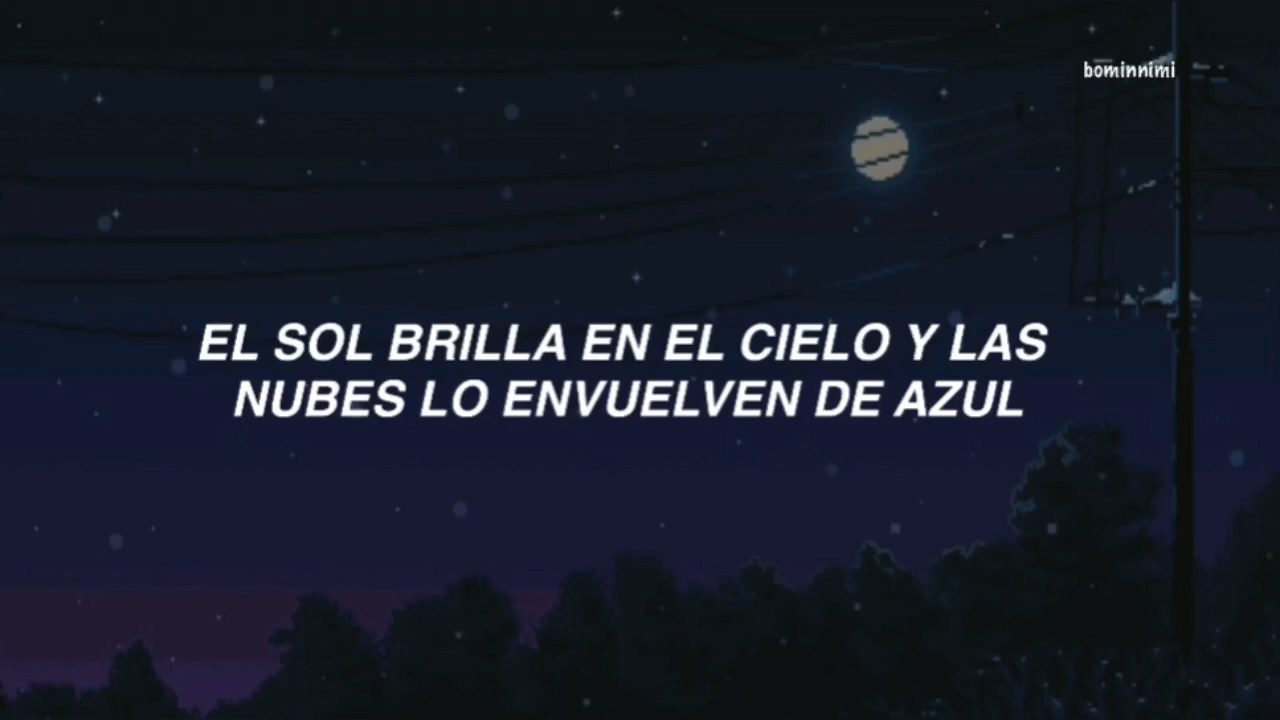 bominnimi
EL SOL BRILLA EN EL CIELO Y LAS
NUBES LO ENVUELVEN DE AZUL